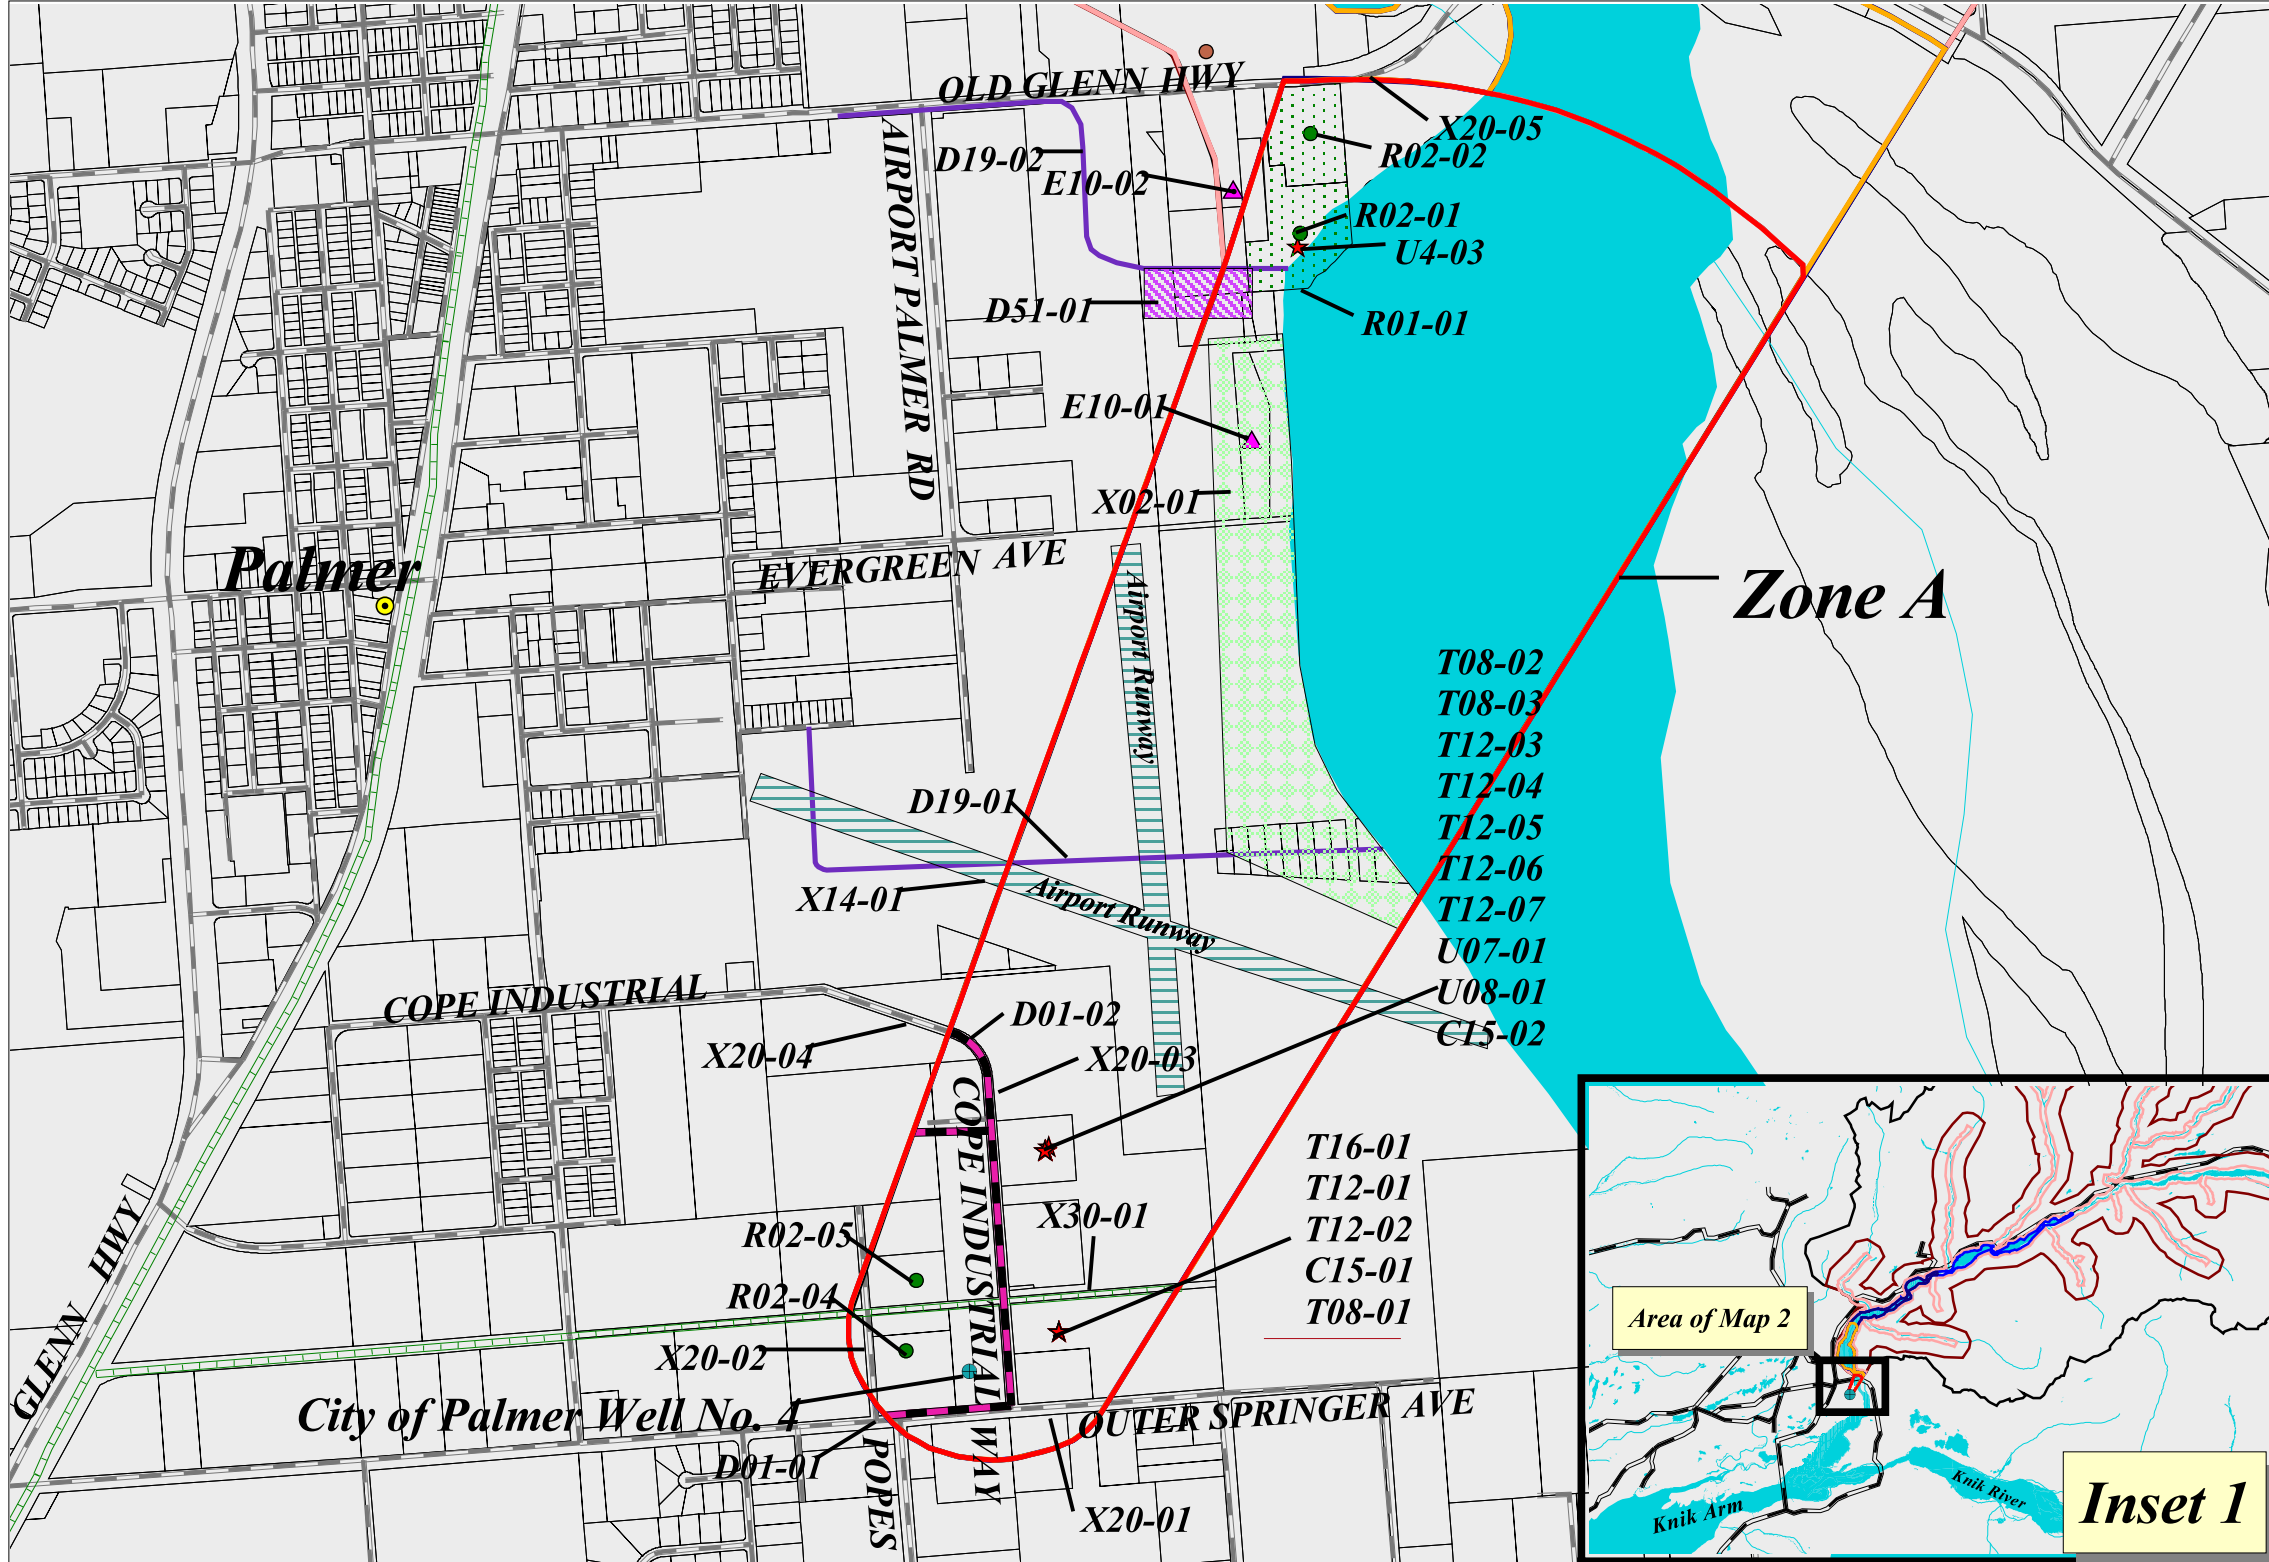 OLD GLENN HWY
X20-05
R02-02
D19-02
E10-02
AIRPORT PALMER RD
R02-01
U4-03
D51-01
R01-01
E10-01
X02-01
EVERGREEN AVE
Palmer
Zone A
Airport Runway
T08-02
T08-03
T12-03
T12-04
T12-05
T12-06
T12-07
U07-01
U08-01
C15-02
D19-01
X14-01
Airport Runway
COPE INDUSTRIAL
D01-02
X20-04
X20-03
COPE INDUSTRIAL WAY
T16-01
T12-01
T12-02
C15-01
T08-01
X30-01
R02-05
R02-04
X20-02
GLENN HWY
City of Palmer Well No. 4
OUTER SPRINGER AVE
D01-01
POPES
X20-01
Area of Map 2
Knik Arm
Knik River
Inset 1